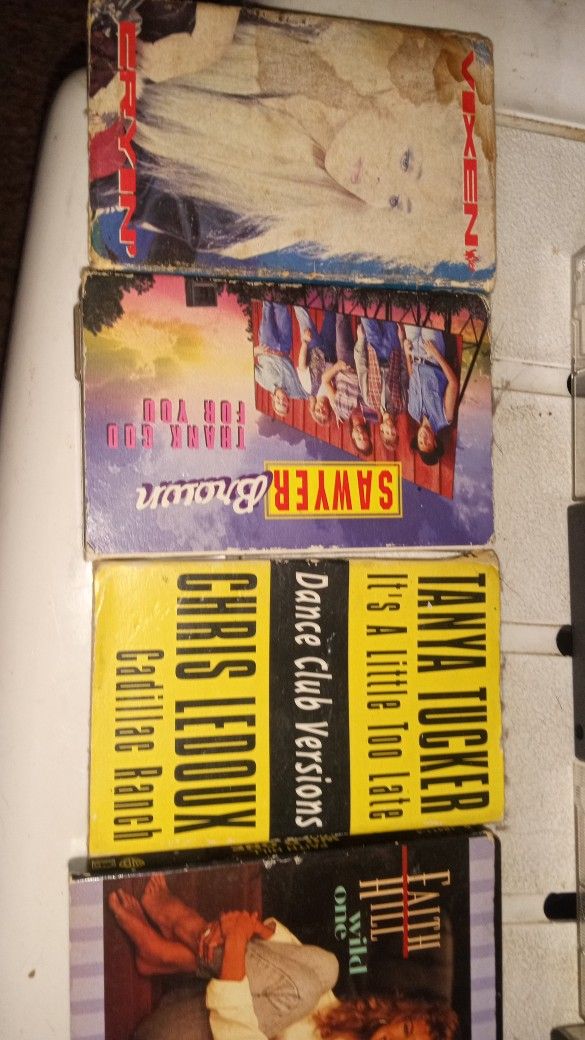 VIXEN
CRYIN'
THANK GOD
FOR YOU
SAWYER
Brown
TANYA TUCKER
It's A Little Too Late
Dance Club Versions
CHRIS LEDOUX
Cadillac Ranch
FAITH
HILL
wild
one